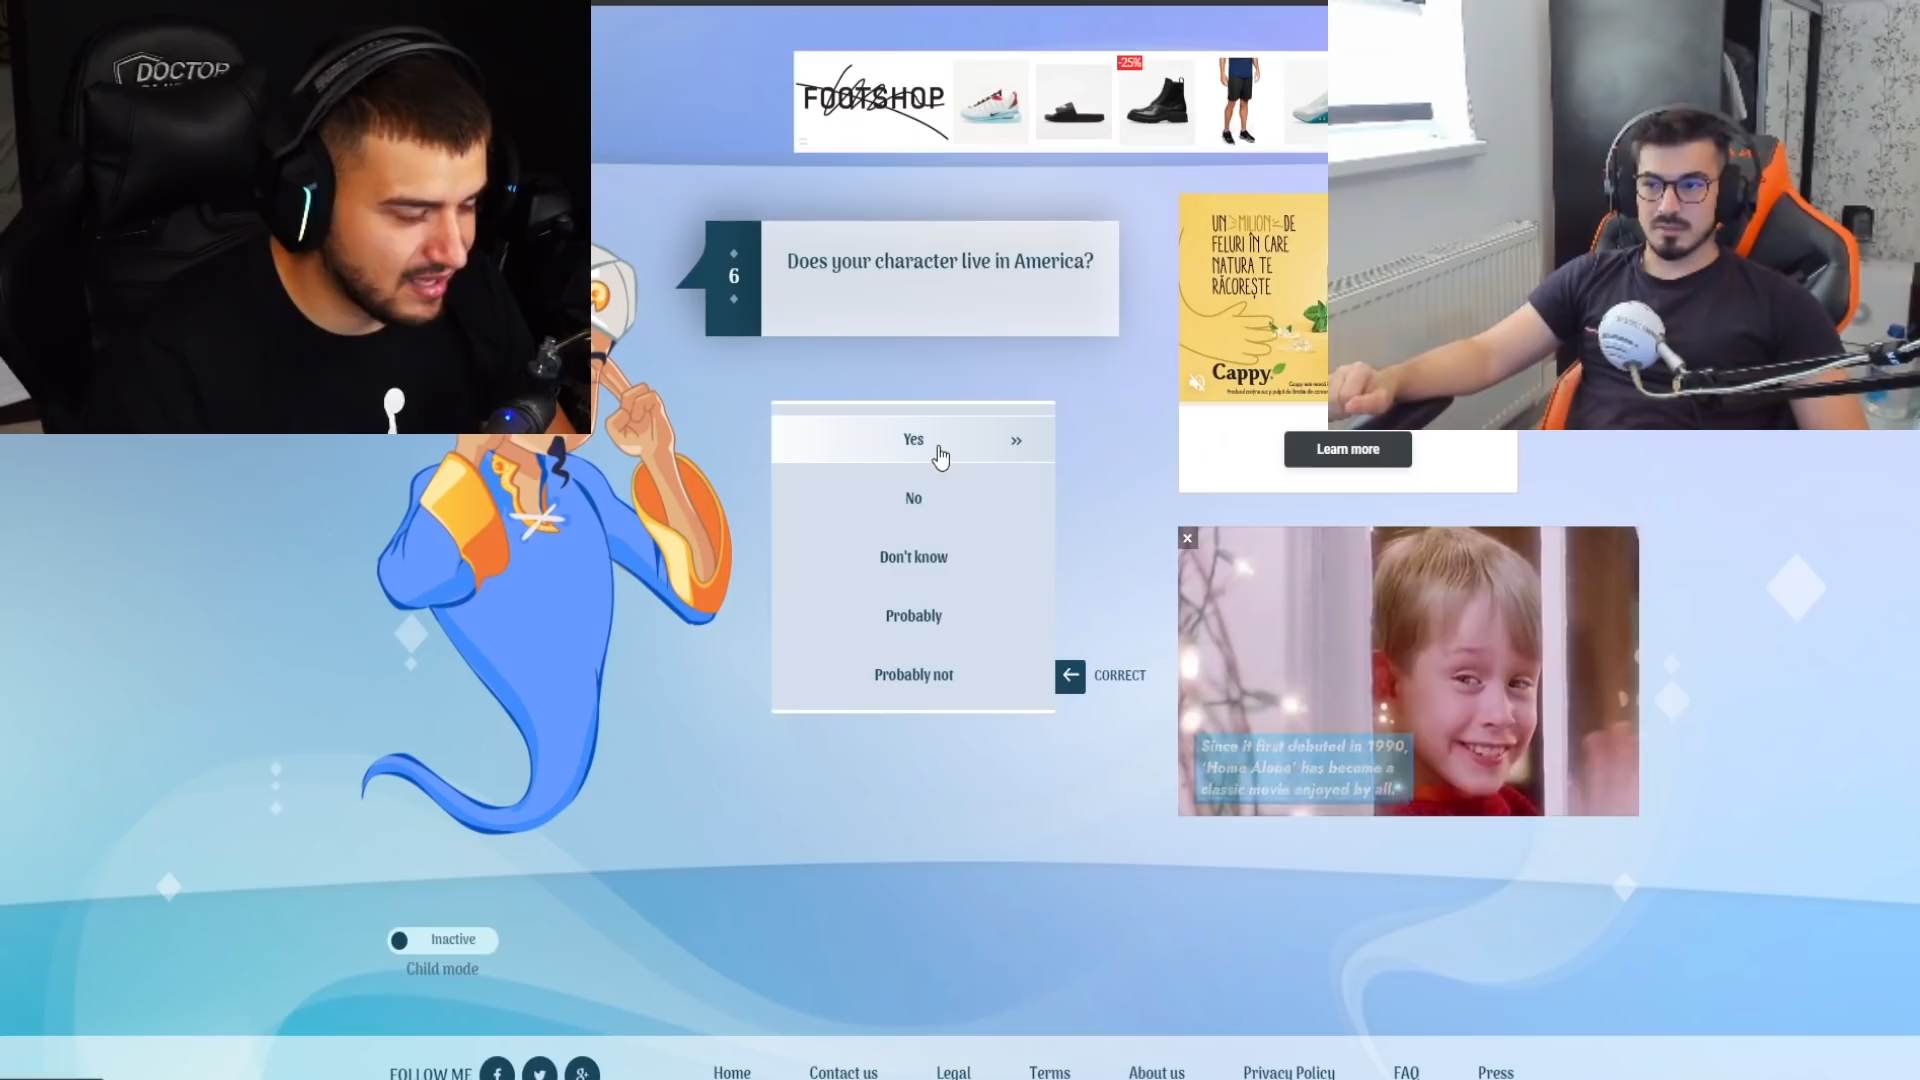 DOCTOR
FOOTSHOP
-25%
6
Does your character live in America?
UN MILION DE
FELURI ÎN CARE
NATURA TE
RĂCOREȘTE
Cappy
Learn more
Yes
No
Don't know
Probably
Probably not
CORRECT
Since it first debuted in 1990,
'Home Alone' has become a
classic movie enjoyed by all.
Inactive
Child mode
FOLLOW ME
Home
Contact us
Legal
Terms
About us
Privacy Policy
FAQ
Press